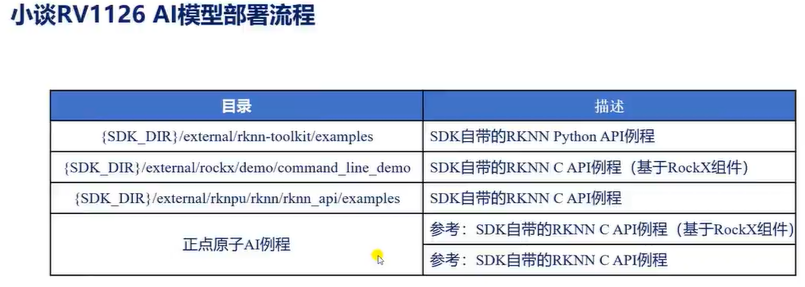 小谈RV1126 AI模型部署流程
目录 描述
{SDK_DIR}/external/rknn-toolkit/examples SDK自带的RKNN Python API例程
{SDK_DIR}/external/rockx/demo/command_line_demo SDK自带的RKNN C API例程（基于RockX组件）
{SDK_DIR}/external/rknpu/rknn/rknn_api/examples SDK自带的RKNN C API例程
正点原子AI例程 参考：SDK自带的RKNN C API例程（基于RockX组件）
参考：SDK自带的RKNN C API例程